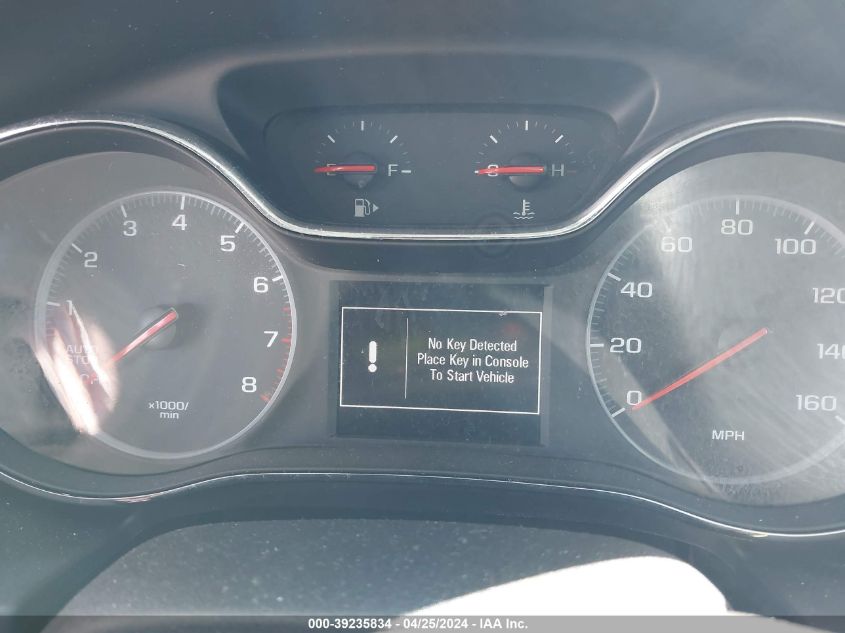 E F
C H
1 2 3 4 5 6 7 8
AUTO
STOP
x1000/
min
No Key Detected
Place Key in Console
To Start Vehicle
0 20 40 60 80 100 120 140 160
MPH
000-39235834 - 04/25/2024 - IAA Inc.